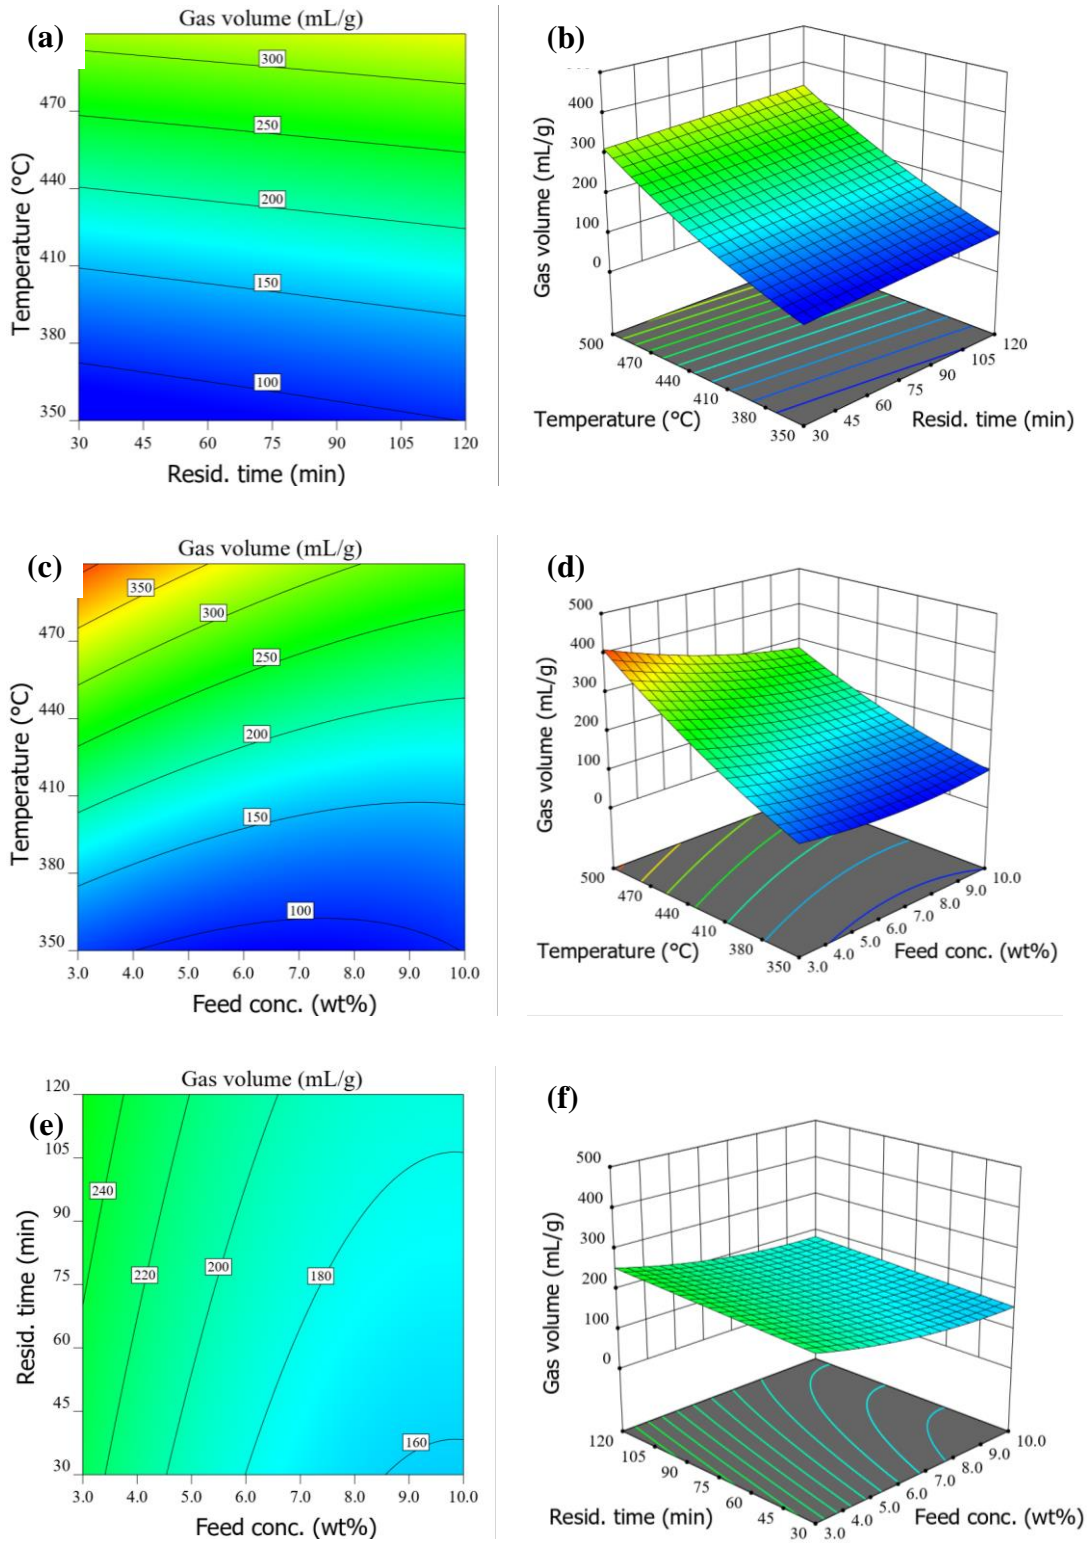 (a)
Gas volume (mL/g)
300
250
200
150
100
470
440
410
380
350
Temperature (°C)
30 45 60 75 90 105 120
Resid. time (min)
(b)
400
300
200
100
0
Gas volume (mL/g)
500 470 440 410 380 350
Temperature (°C)
30 45 60 75 90 105 120
Resid. time (min)
(c)
Gas volume (mL/g)
350
300
250
200
150
100
470
440
410
380
350
Temperature (°C)
3.0 4.0 5.0 6.0 7.0 8.0 9.0 10.0
Feed conc. (wt%)
(d)
500
400
300
200
100
0
Gas volume (mL/g)
500 470 440 410 380 350
Temperature (°C)
3.0 4.0 5.0 6.0 7.0 8.0 9.0 10.0
Feed conc. (wt%)
(e)
Gas volume (mL/g)
240
220
200
180
160
120
105
90
75
60
45
30
Resid. time (min)
3.0 4.0 5.0 6.0 7.0 8.0 9.0 10.0
Feed conc. (wt%)
(f)
500
400
300
200
100
0
Gas volume (mL/g)
120 105 90 75 60 45 30
Resid. time (min)
3.0 4.0 5.0 6.0 7.0 8.0 9.0 10.0
Feed conc. (wt%)